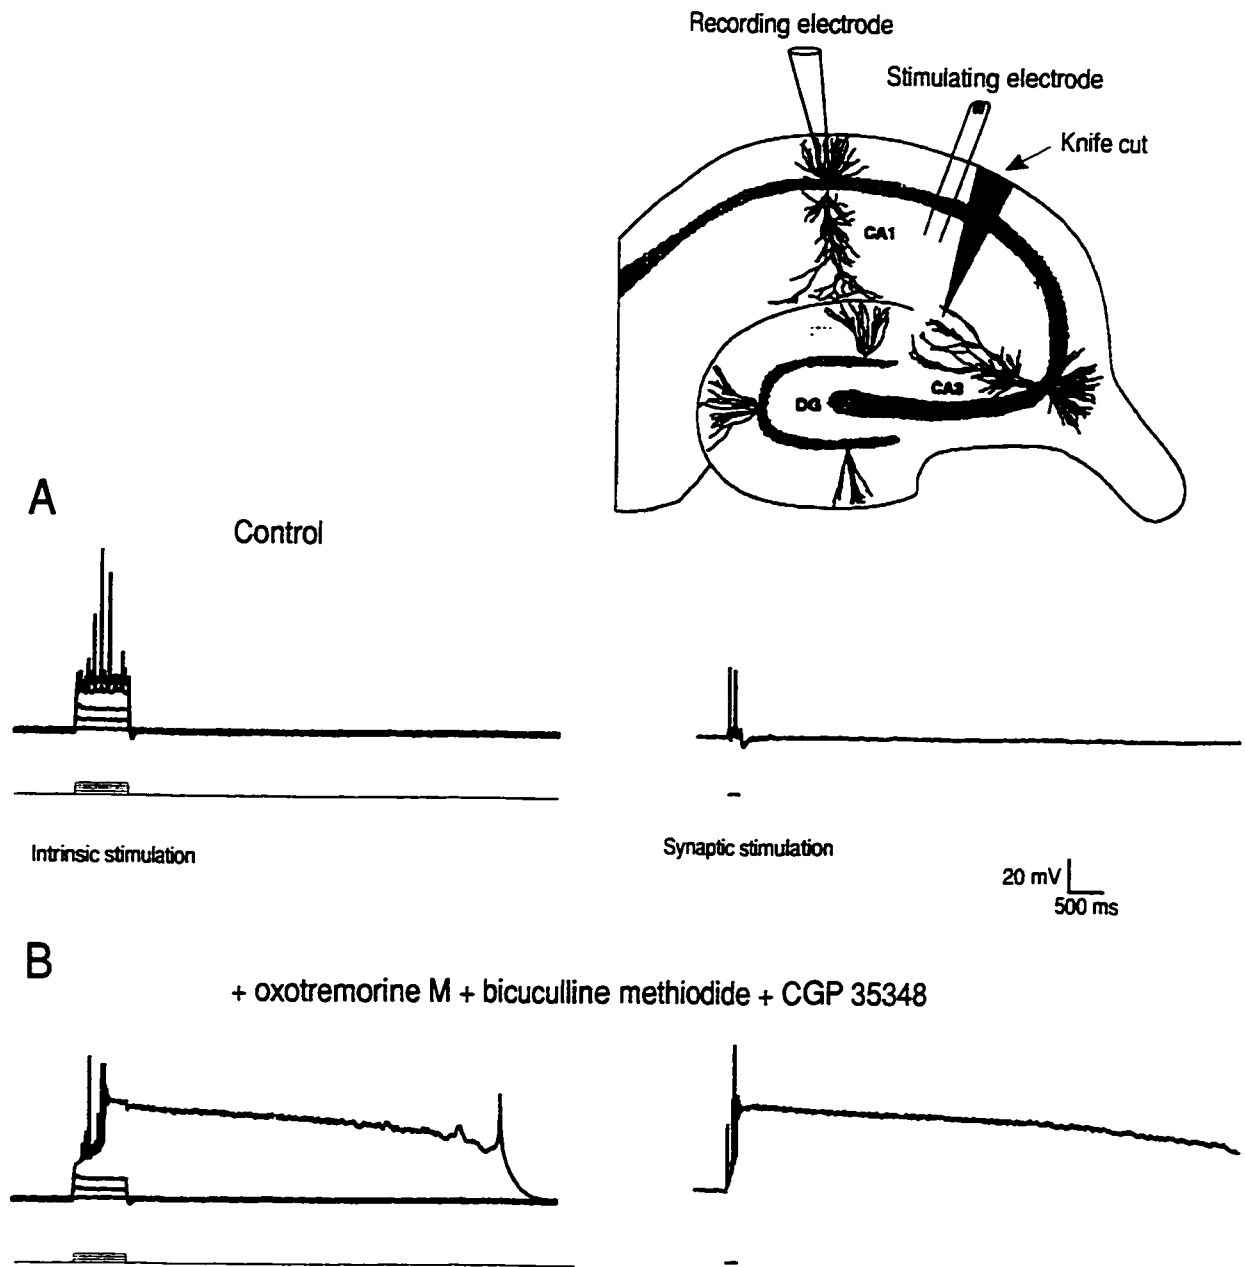 Recording electrode
Stimulating electrode
Knife cut
CA1
CA3
DG
A
Control
Intrinsic stimulation
Synaptic stimulation
20 mV
500 ms
B
+ oxotremorine M + bicuculline methiodide + CGP 35348